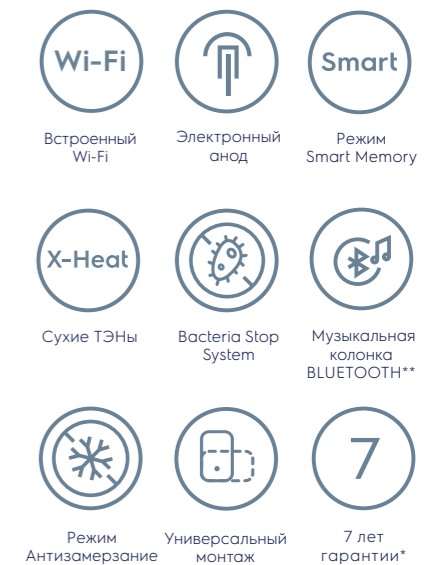 Wi-Fi
Встроенный
Wi-Fi
Электронный
анод
Smart
Режим
Smart Memory
X-Heat
Сухие ТЭНы
Bacteria Stop
System
Музыкальная
колонка
BLUETOOTH**
Режим
Антизамерзание
Универсальный
монтаж
7
7 лет
гарантии*